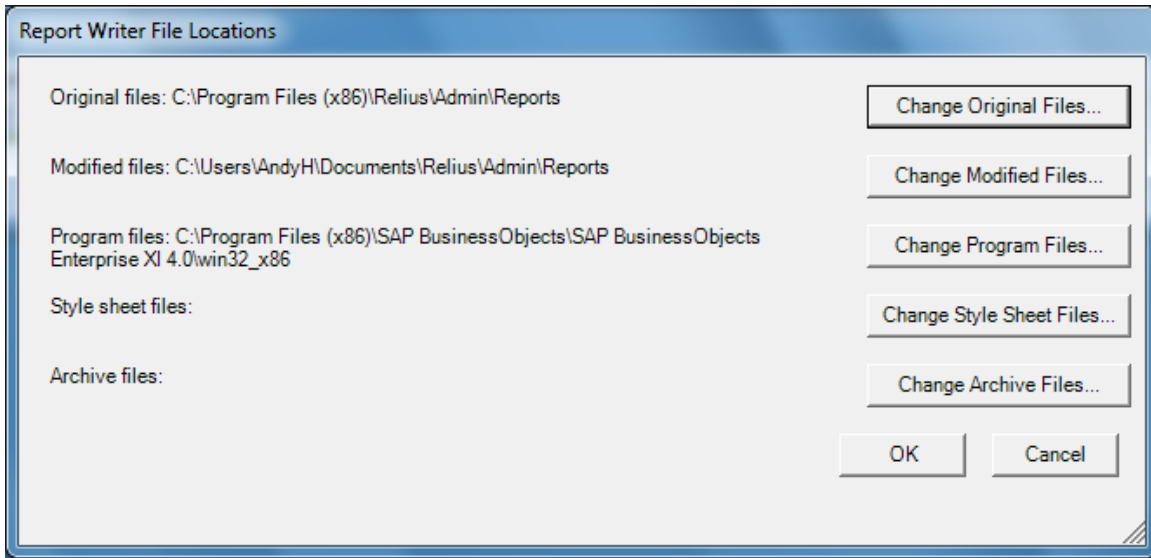 Report Writer File Locations
Original files: C:\Program Files (x86)\Relius\Admin\Reports
Change Original Files...
Modified files: C:\Users\AndyH\Documents\Relius\Admin\Reports
Change Modified Files...
Program files: C:\Program Files (x86)\SAP BusinessObjects\SAP BusinessObjects
Enterprise XI 4.0\win32_x86
Change Program Files...
Style sheet files:
Change Style Sheet Files...
Archive files:
Change Archive Files...
OK
Cancel